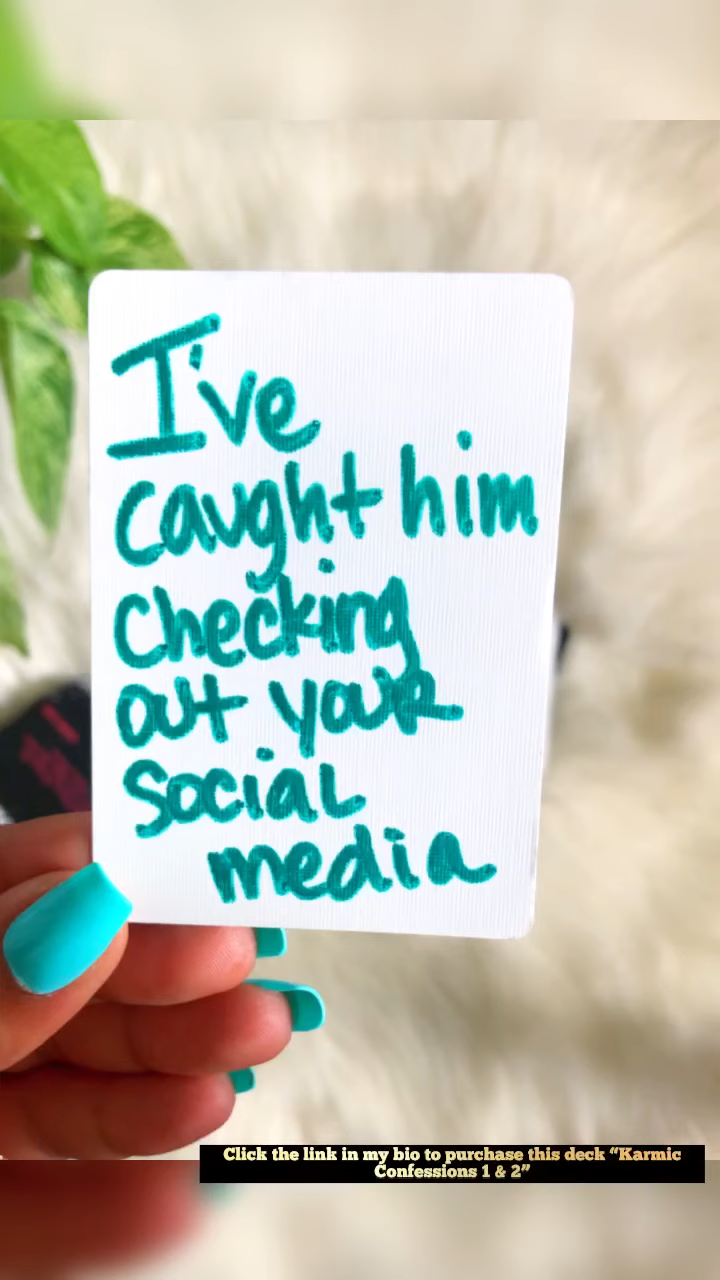 I've
caught him
checking
out your
social
media
Click the link in my bio to purchase this deck “Karmic
Confessions 1 & 2”